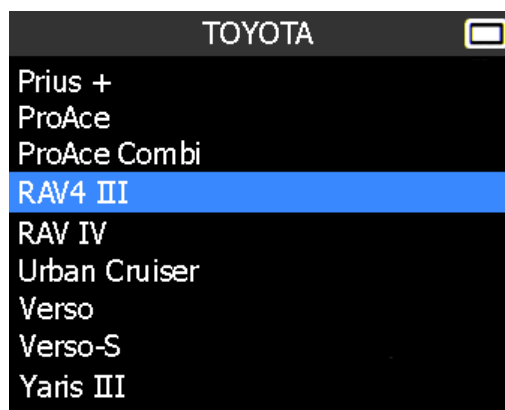 TOYOTA
Prius +
ProAce
ProAce Combi
RAV4 III
RAV IV
Urban Cruiser
Verso
Verso-S
Yaris III